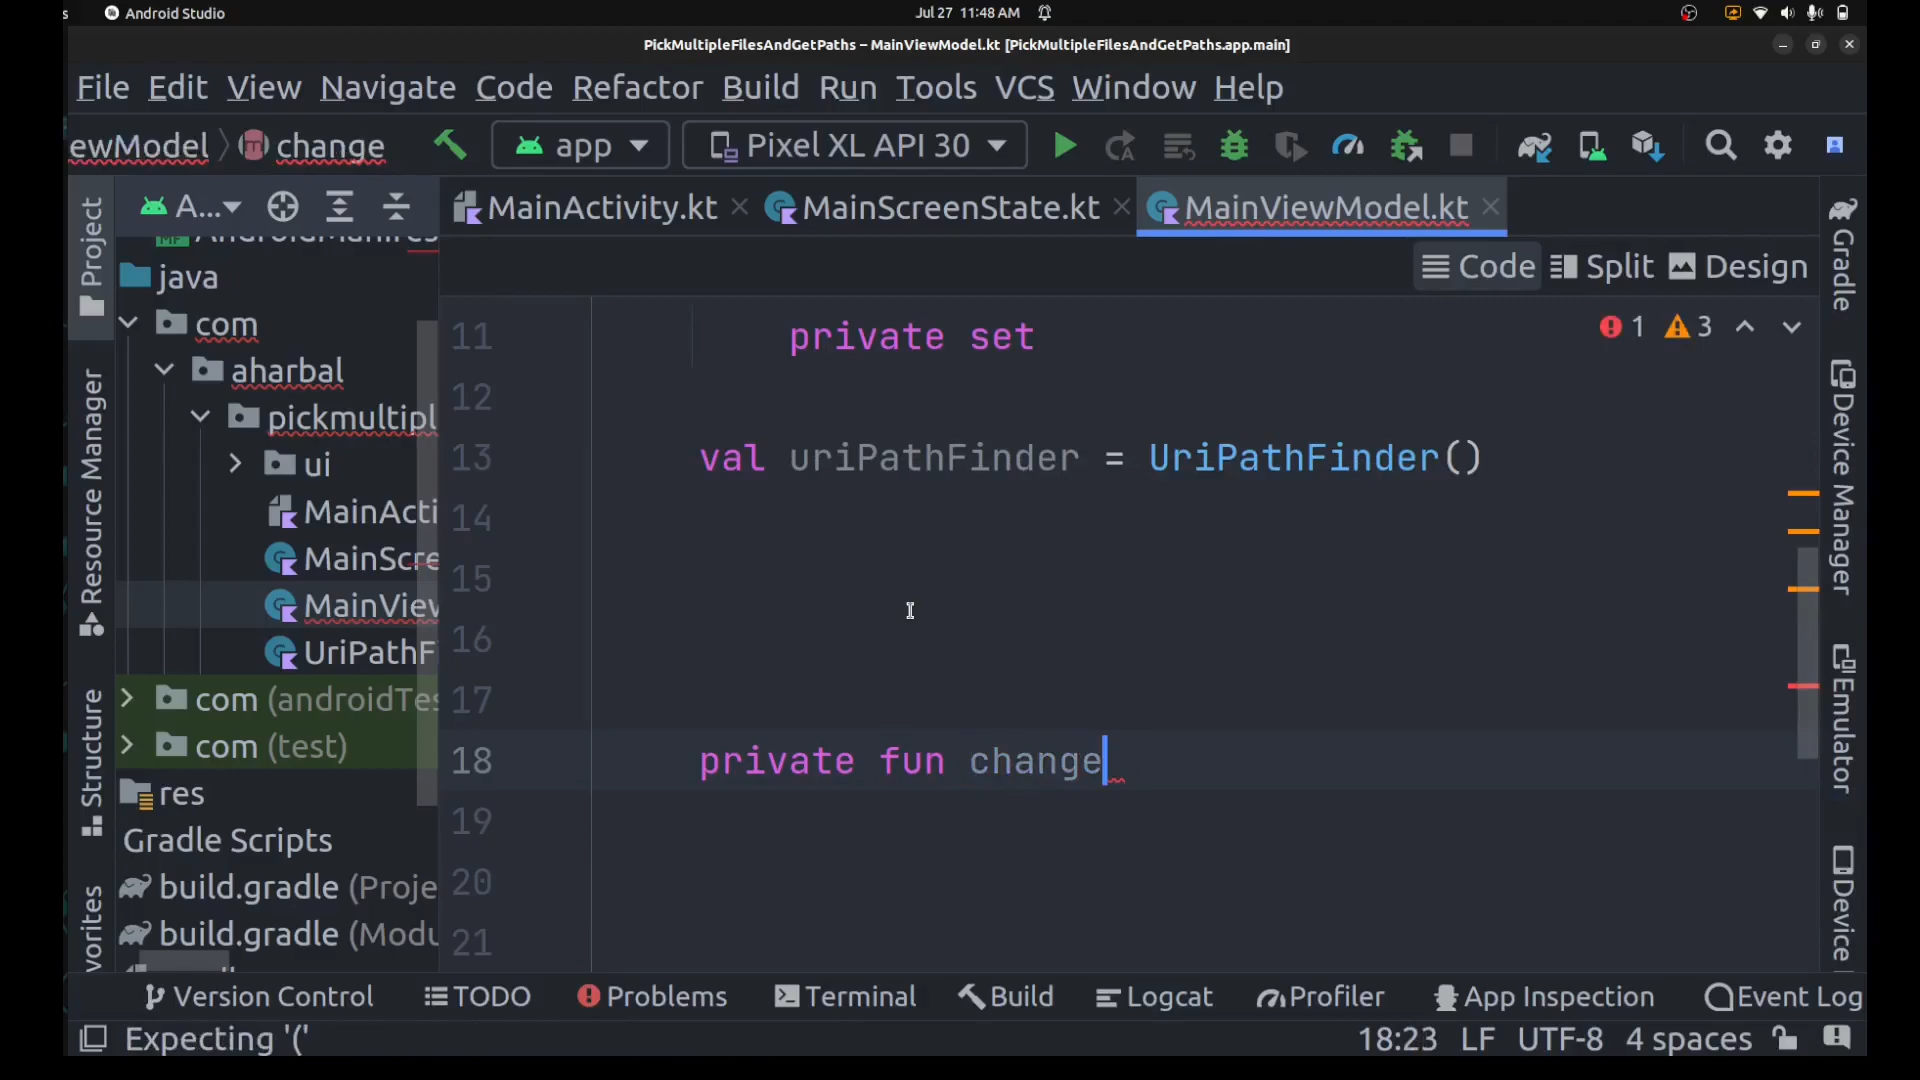 s Android Studio Jul 27 11:48 AM
PickMultipleFilesAndGetPaths – MainViewModel.kt [PickMultipleFilesAndGetPaths.app.main]
File Edit View Navigate Code Refactor Build Run Tools VCS Window Help
ewModel change app Pixel XL API 30
A... MainActivity.kt MainScreenState.kt MainViewModel.kt
Code Split Design
Project
Resource Manager
Structure
vorites
java
com
aharbal
pickmultipl
ui
MainActi
MainScre
MainView
UriPathF
com (androidTes
com (test)
res
Gradle Scripts
build.gradle (Proje
build.gradle (Modu
1 3
11 private set
12
13 val uriPathFinder = UriPathFinder()
14
15
16
17
18 private fun change
19
20
21
Gradle
Device Manager
Emulator
Device
Version Control TODO Problems Terminal Build Logcat Profiler App Inspection Event Log
Expecting '(' 18:23 LF UTF-8 4 spaces